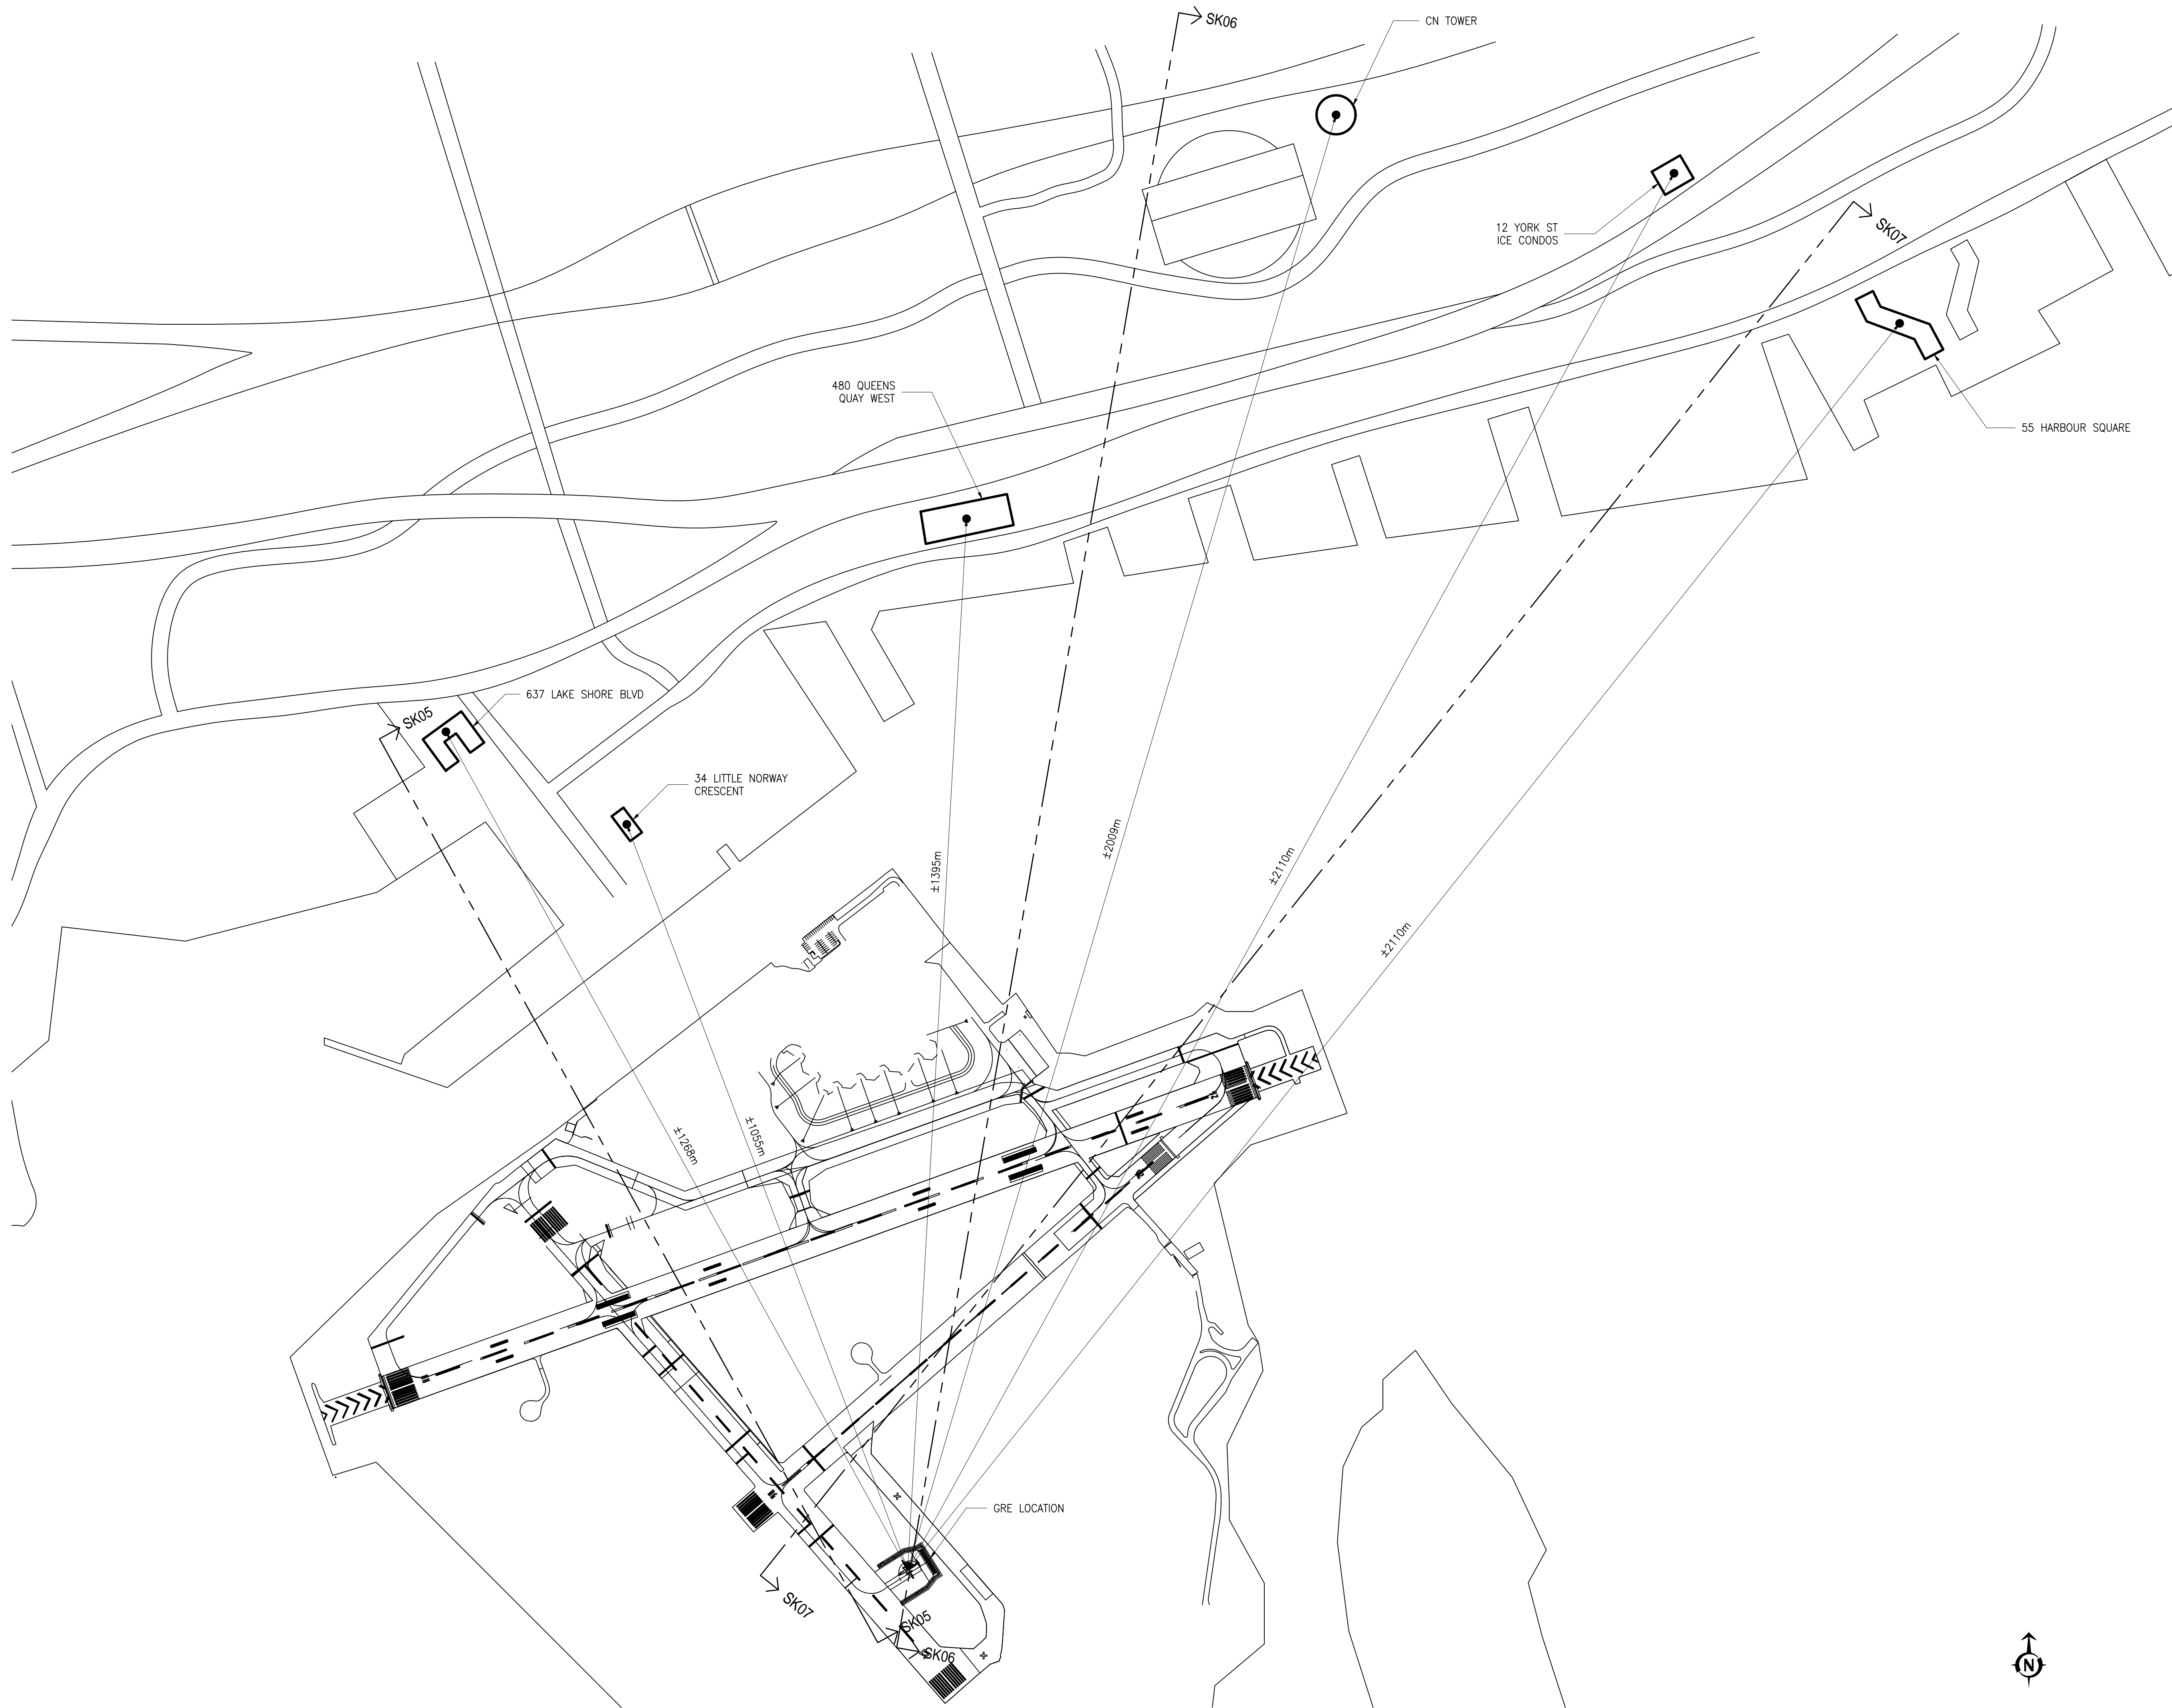 SK06
CN TOWER
12 YORK ST
ICE CONDOS
SK07
480 QUEENS
QUAY WEST
55 HARBOUR SQUARE
637 LAKE SHORE BLVD
SK05
34 LITTLE NORWAY
CRESCENT
±1395m
±2009m
±2110m
±2110m
±1268m
±1055m
GRE LOCATION
SK07
SK05
SK06
N